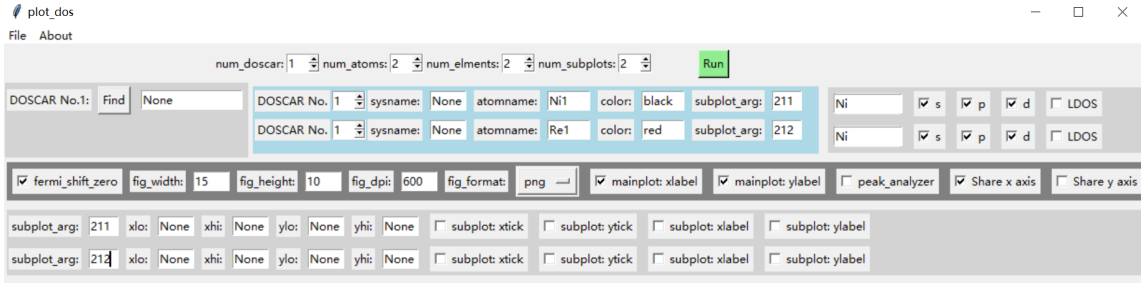 plot_dos
File About
num_doscar: 1 num_atoms: 2 num_elments: 2 num_subplots: 2 Run
DOSCAR No.1: Find None DOSCAR No. 1 sysname: None atomname: Ni1 color: black subplot_arg: 211 Ni s p d LDOS
DOSCAR No. 1 sysname: None atomname: Re1 color: red subplot_arg: 212 Ni s p d LDOS
fermi_shift_zero fig_width: 15 fig_height: 10 fig_dpi: 600 fig_format: png mainplot: xlabel mainplot: ylabel peak_analyzer Share x axis Share y axis
subplot_arg: 211 xlo: None xhi: None ylo: None yhi: None subplot: xtick subplot: ytick subplot: xlabel subplot: ylabel
subplot_arg: 212 xlo: None xhi: None ylo: None yhi: None subplot: xtick subplot: ytick subplot: xlabel subplot: ylabel